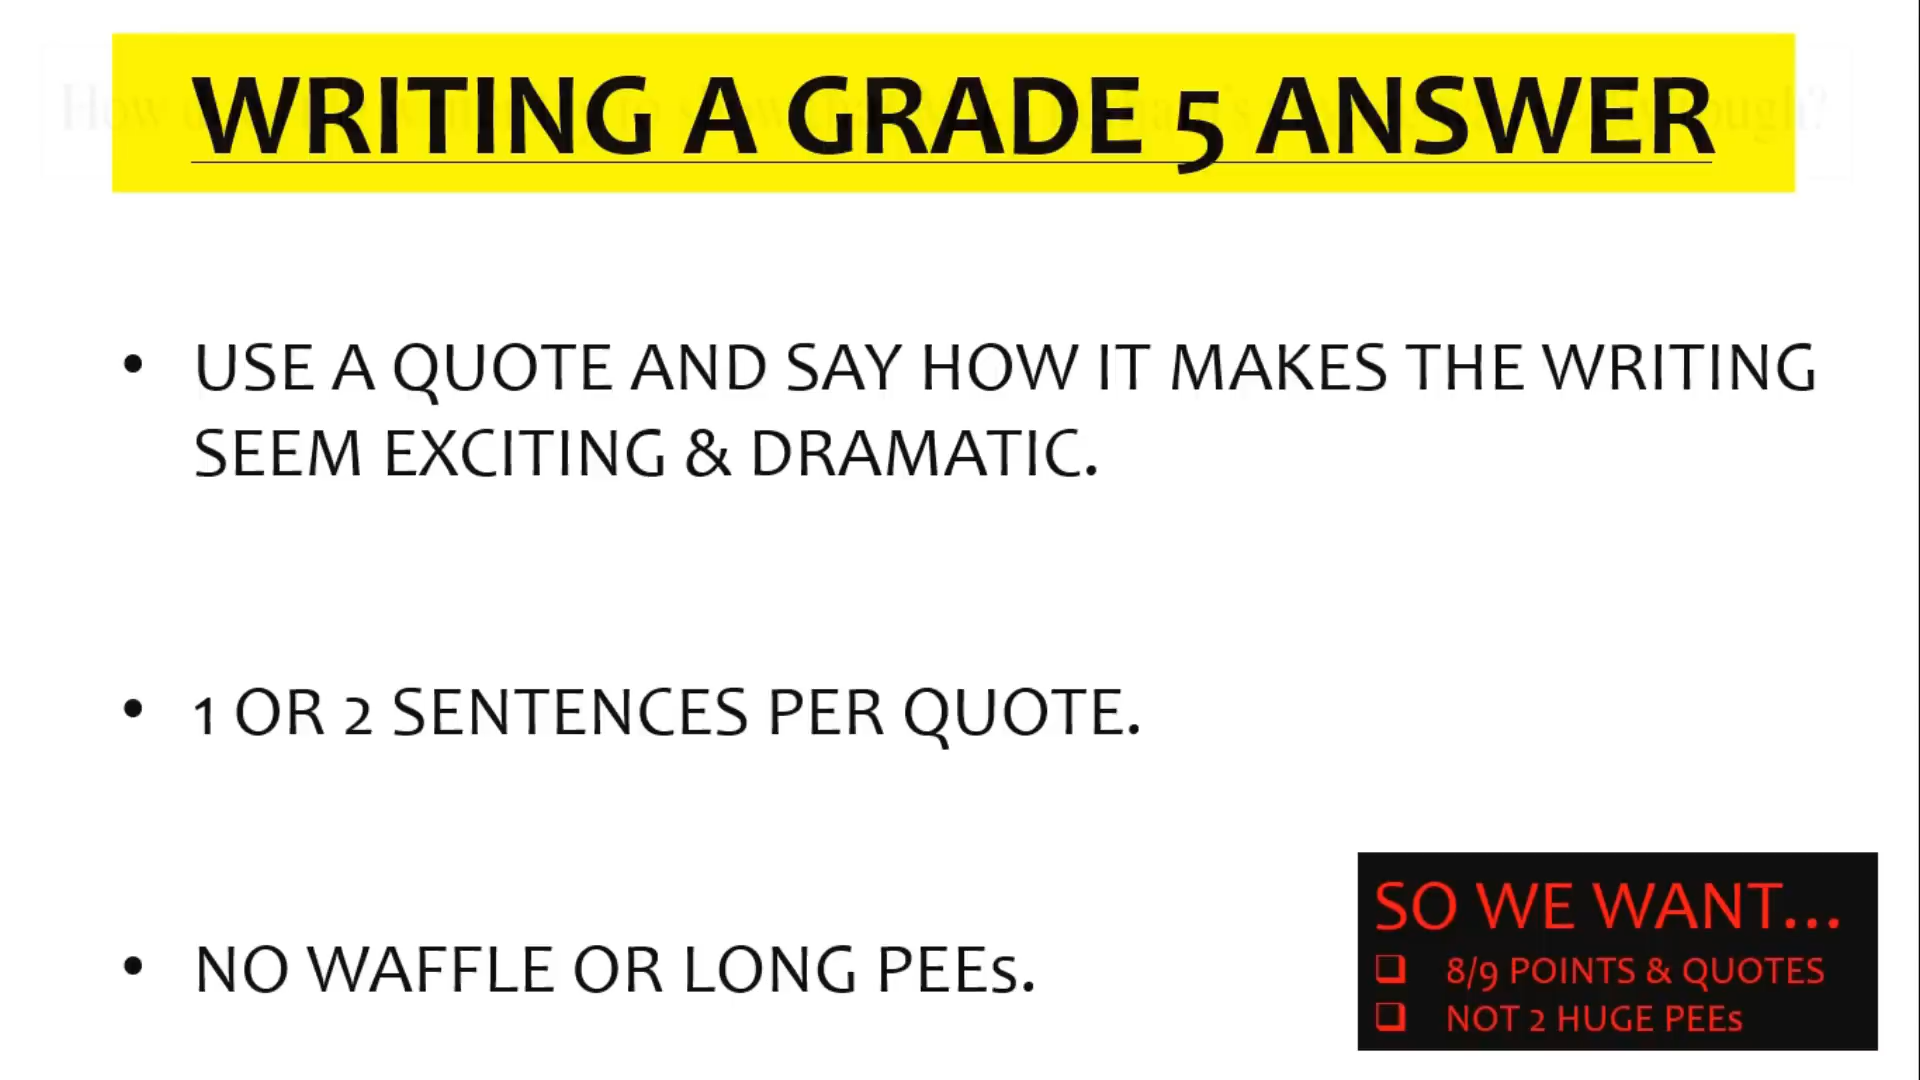 WRITING A GRADE 5 ANSWER
• USE A QUOTE AND SAY HOW IT MAKES THE WRITING
SEEM EXCITING & DRAMATIC.
• 1 OR 2 SENTENCES PER QUOTE.
• NO WAFFLE OR LONG PEEs.
SO WE WANT...
❑ 8/9 POINTS & QUOTES
❑ NOT 2 HUGE PEEs